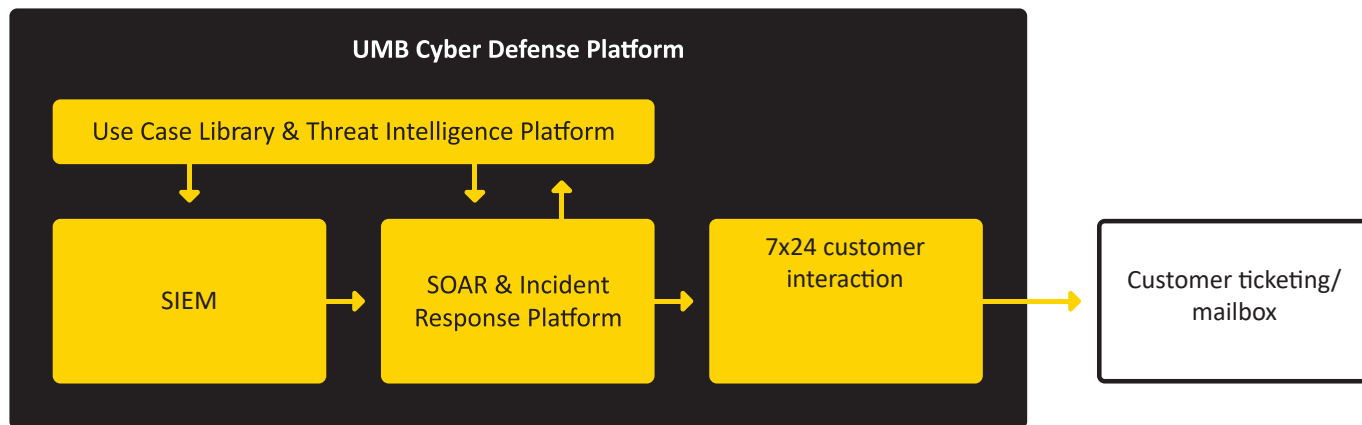 UMB Cyber Defense Platform
Use Case Library & Threat Intelligence Platform
SIEM
SOAR & Incident
Response Platform
7x24 customer
interaction
Customer ticketing/
mailbox